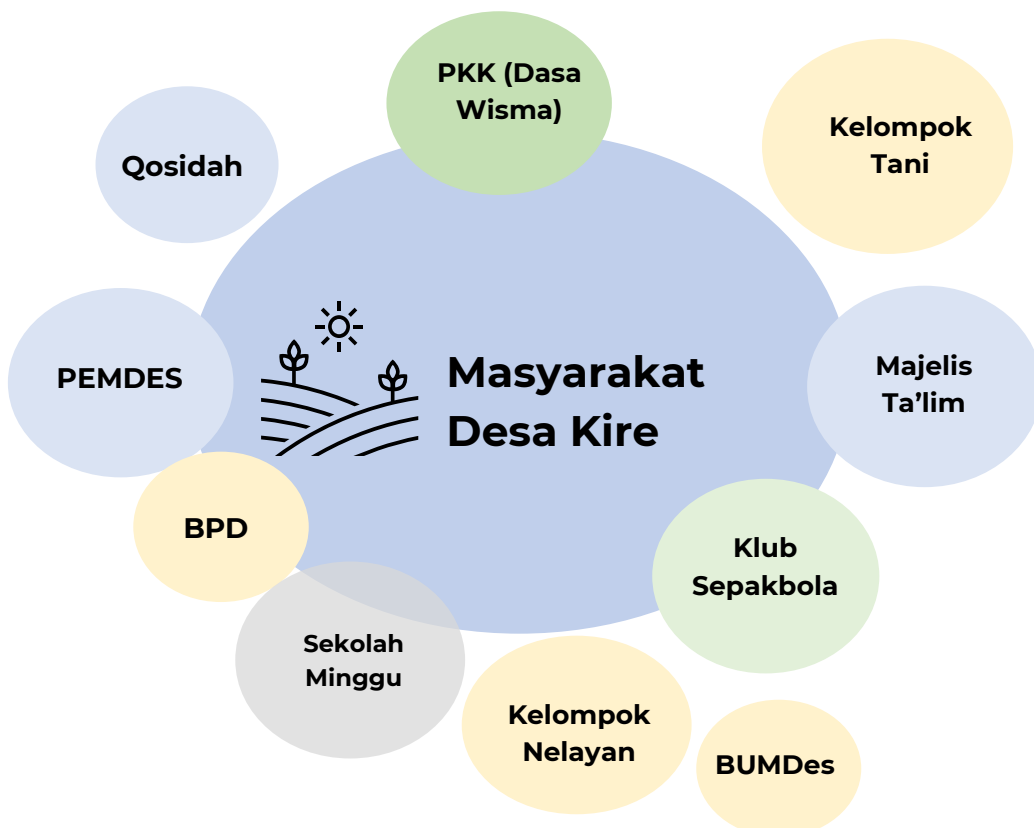 PKK (Dasa
Wisma)
Kelompok
Tani
Qosidah
PEMDES
Masyarakat
Desa Kire
Majelis
Ta’lim
BPD
Klub
Sepakbola
Sekolah
Minggu
Kelompok
Nelayan
BUMDes